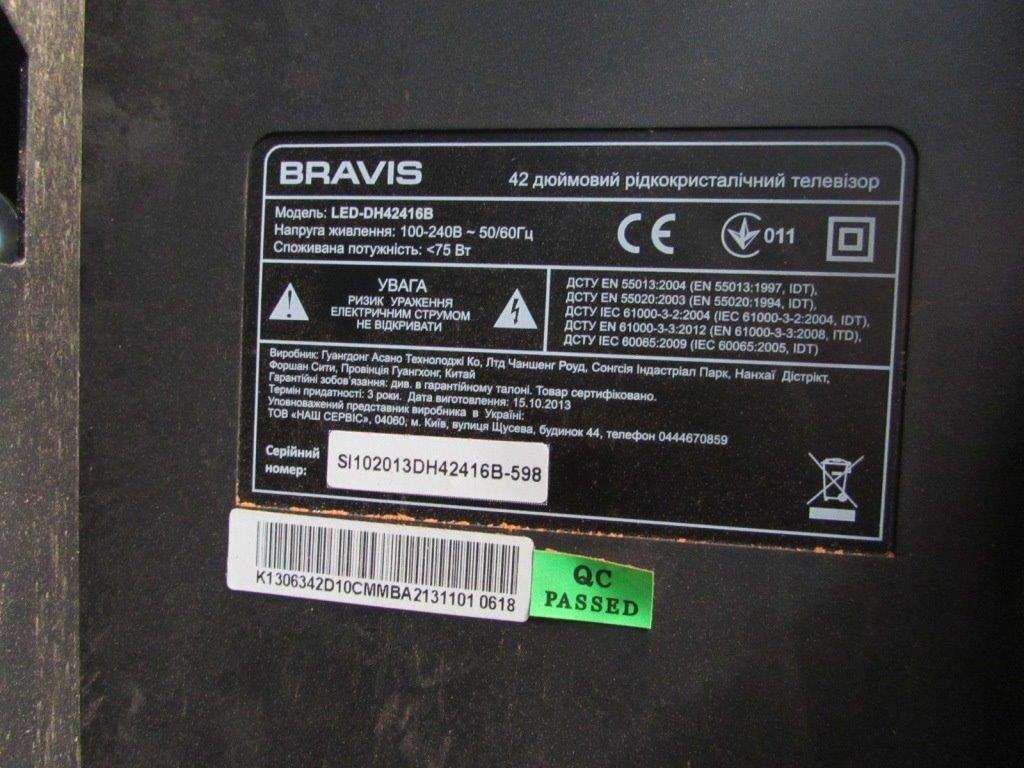 BRAVIS
42 дюймовий рідкокристалічний телевізор
Модель: LED-DH42416B
Напруга живлення: 100-240В ~ 50/60Гц
Споживана потужність: <75 Вт
CE
011
УВАГА
РИЗИК УРАЖЕННЯ
ЕЛЕКТРИЧНИМ СТРУМОМ
НЕ ВІДКРИВАТИ
ДСТУ EN 55013:2004 (EN 55013:1997, IDT),
ДСТУ EN 55020:2003 (EN 55020:1994, IDT),
ДСТУ IEC 61000-3-2:2004 (IEC 61000-3-2:2004, IDT),
ДСТУ EN 61000-3-3:2012 (EN 61000-3-3:2008, ITD),
ДСТУ IEC 60065:2009 (IEC 60065:2005, IDT)
Виробник: Гуангдонг Асано Технолоджі Ко, Лтд Чаншенг Роуд, Сонгсія Індастріал Парк, Нанхаї Дістрікт,
Форшан Сити, Провінція Гуангхонг, Китай
Гарантійні зобов'язання: див. в гарантійному талоні. Товар сертифіковано.
Термін придатності: 3 роки. Дата виготовлення: 15.10.2013
Уповноважений представник виробника в Україні:
ТОВ «НАШ СЕРВІС», 04060, м. Київ, вулиця Щусева, будинок 44, телефон 0444670859
Серійний
номер:
SI102013DH42416B-598
K1306342D10CMMBA2131101 0618
QC
PASSED